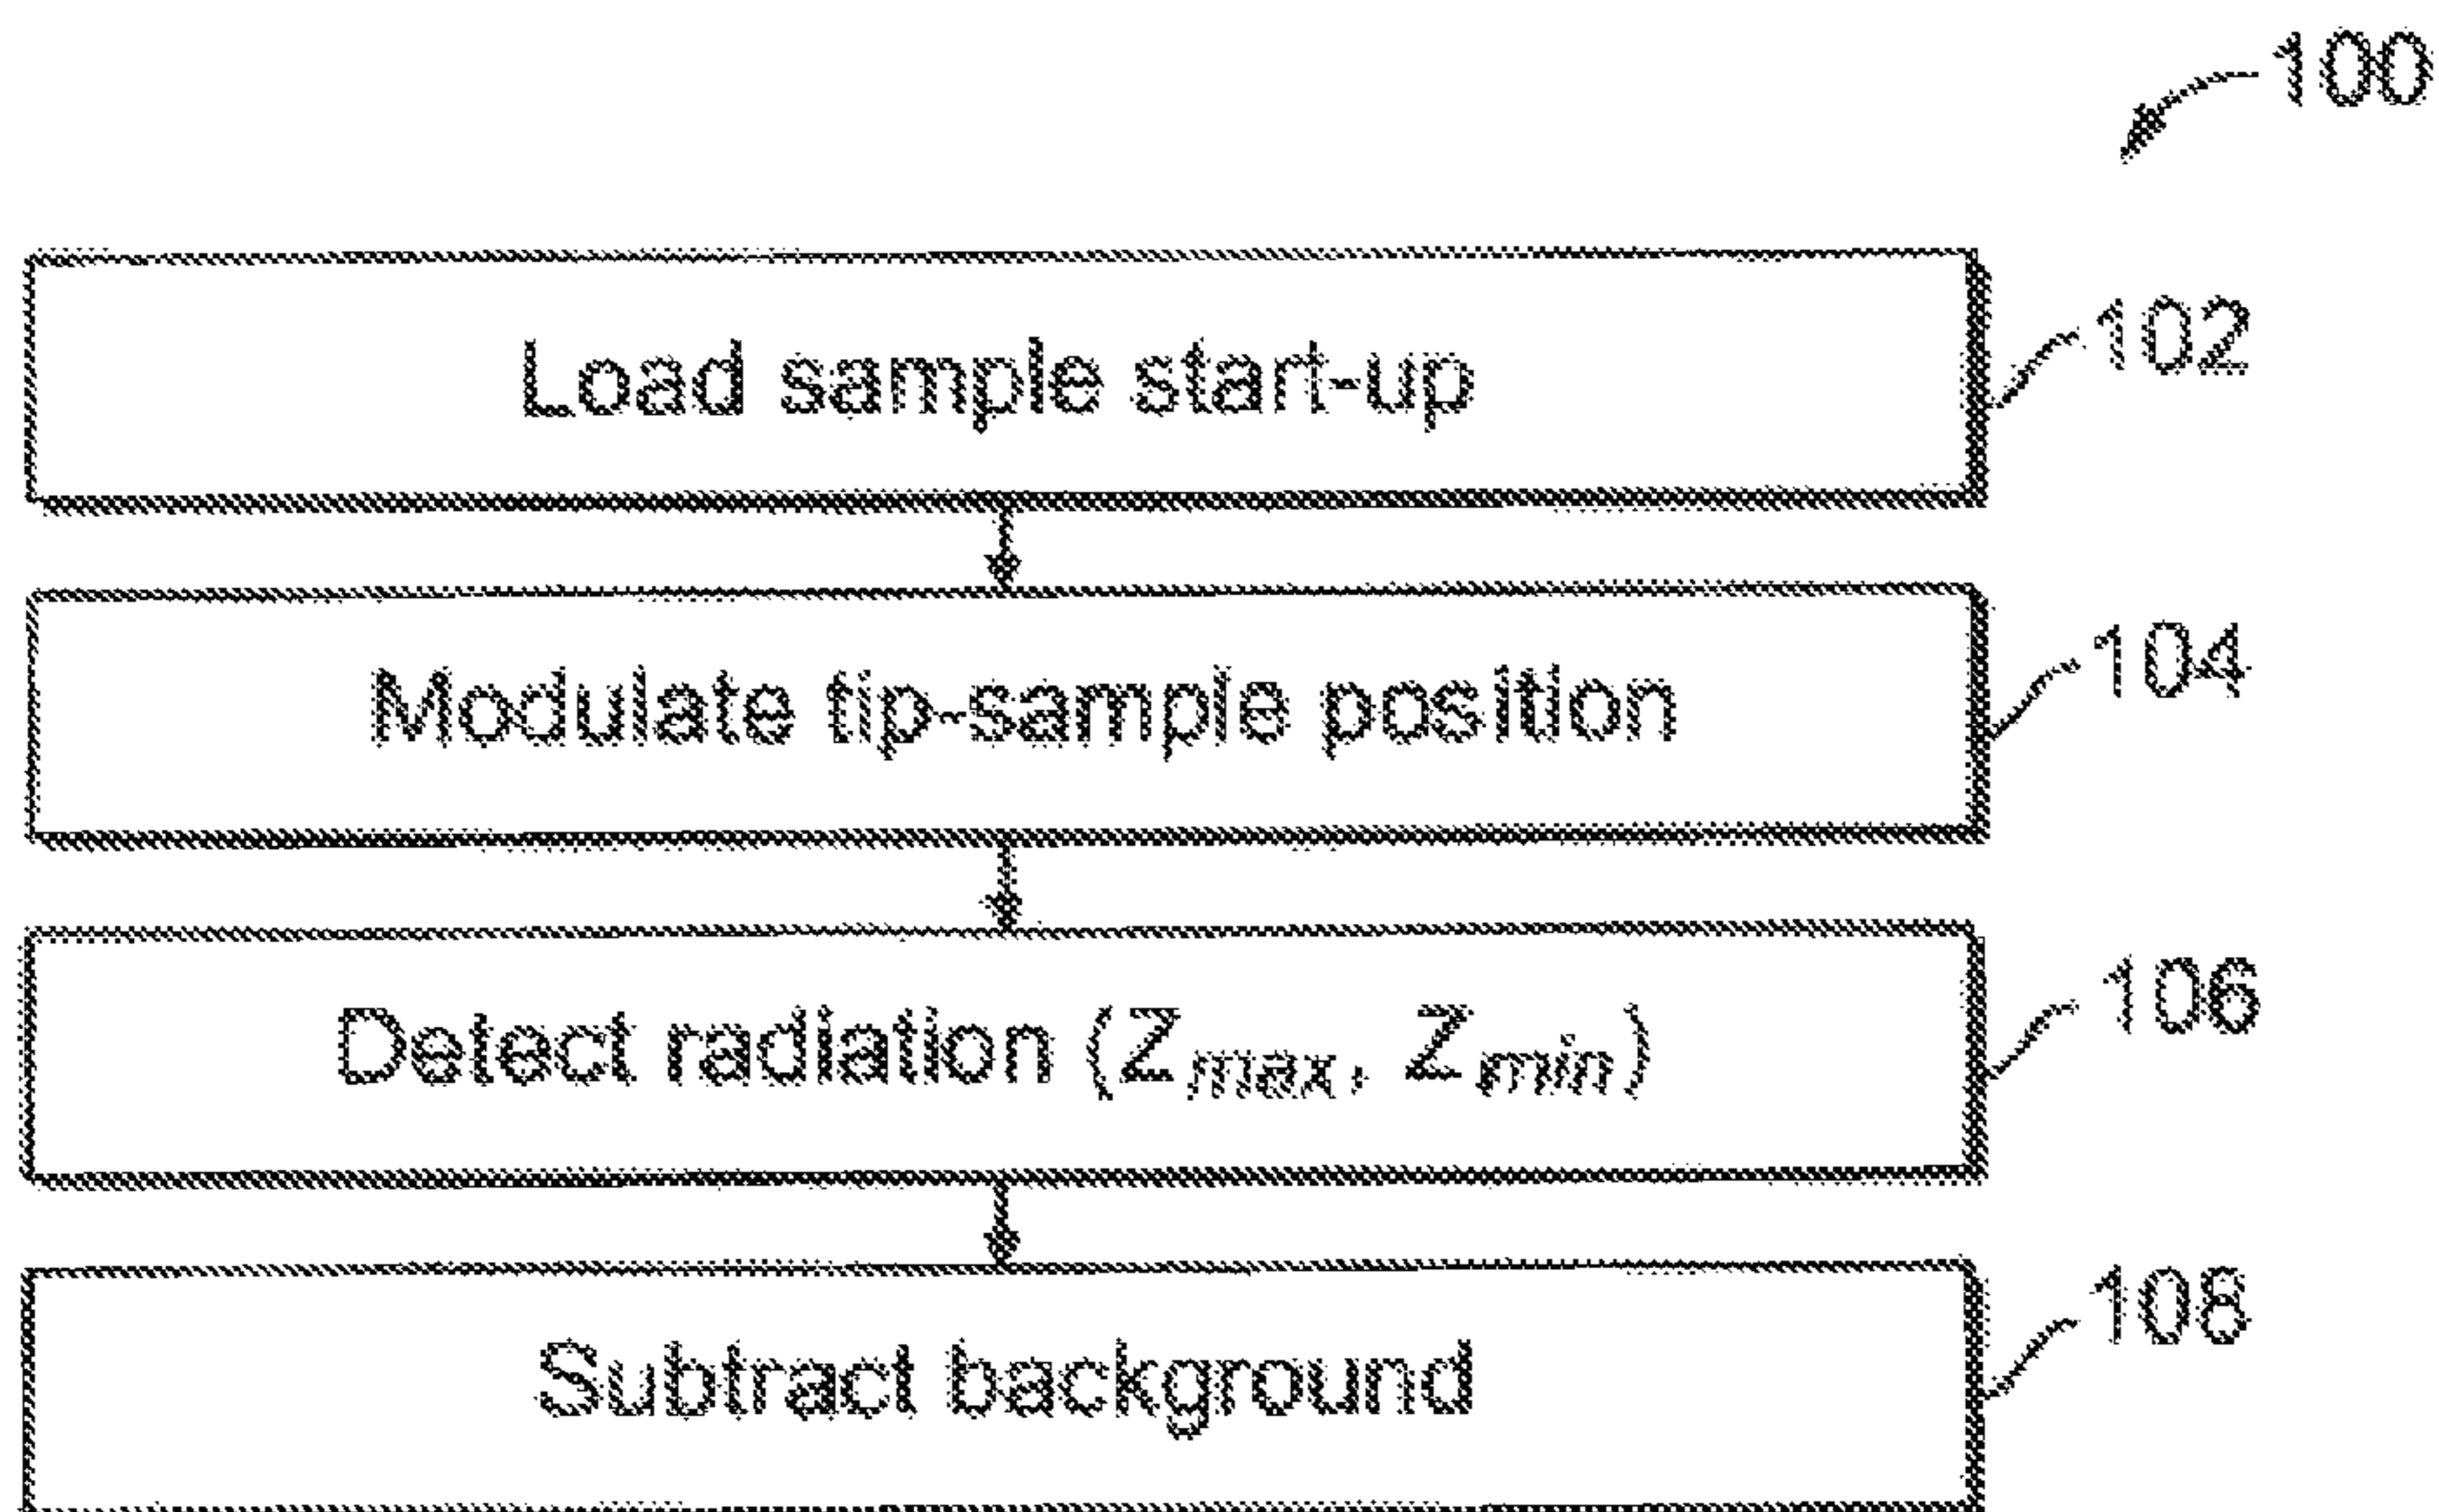 100
Load sample start-up
102
Modulate tip-sample position
104
Detect radiation (Zmax, Zmin)
106
Subtract background
108